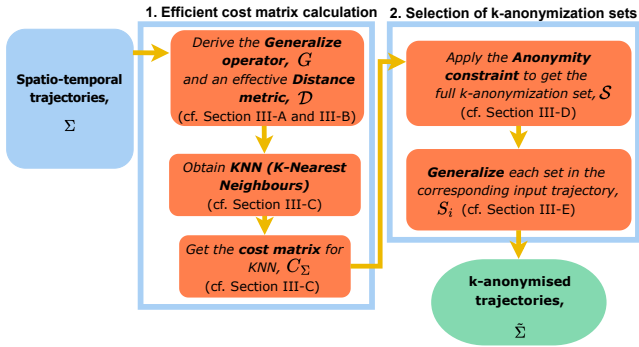 1. Efficient cost matrix calculation
2. Selection of k-anonymization sets
Spatio-temporal
trajectories,
Σ
Derive the Generalize
operator, G
and an effective Distance
metric, 𝒟
(cf. Section III-A and III-B)
Obtain KNN (K-Nearest
Neighbours)
(cf. Section III-C)
Get the cost matrix for
KNN, C_Σ
(cf. Section III-C)
Apply the Anonymity
constraint to get the
full k-anonymization set, 𝒮
(cf. Section III-D)
Generalize each set in the
corresponding input trajectory,
S_i (cf. Section III-E)
k-anonymised
trajectories,
Σ̃